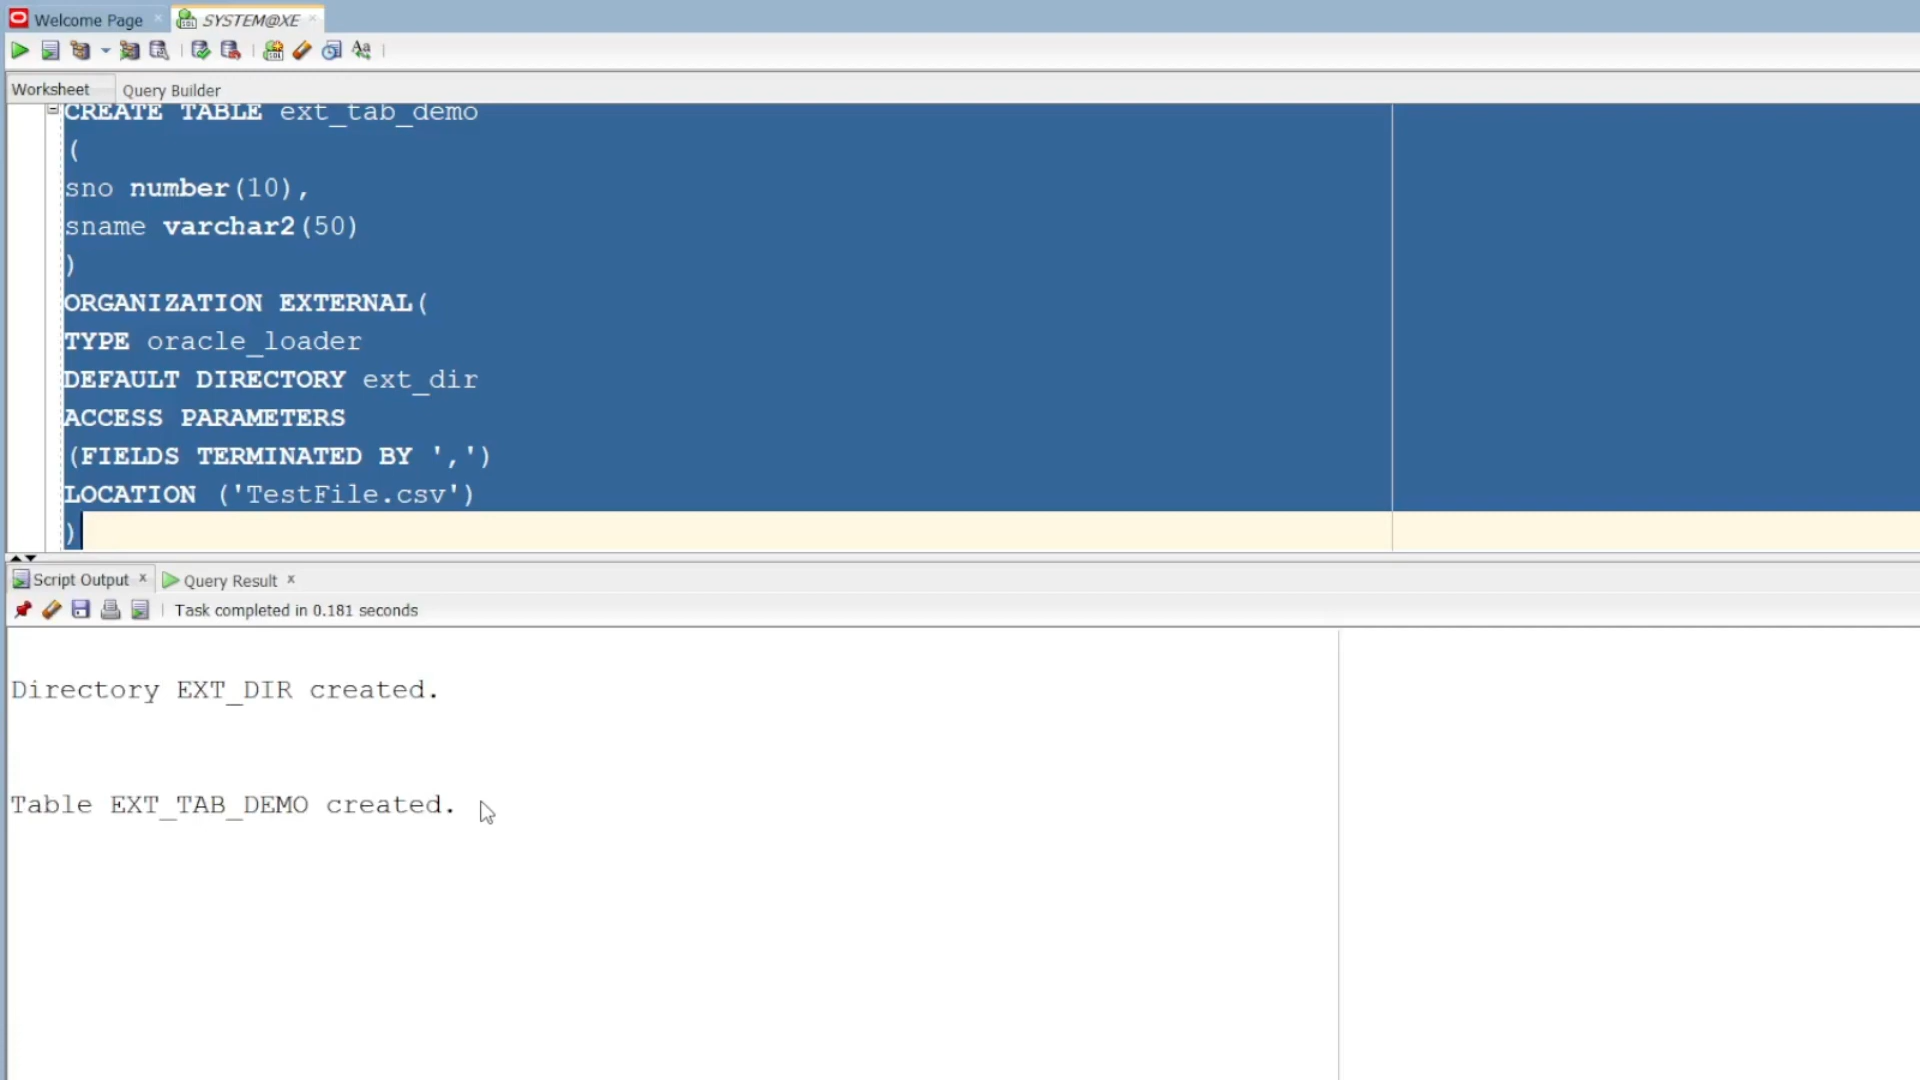 Welcome Page
SYSTEM@XE
Worksheet
Query Builder
CREATE TABLE ext_tab_demo
(
sno number(10),
sname varchar2(50)
)
ORGANIZATION EXTERNAL(
TYPE oracle_loader
DEFAULT DIRECTORY ext_dir
ACCESS PARAMETERS
(FIELDS TERMINATED BY ',')
LOCATION ('TestFile.csv')
)
Script Output
Query Result
Task completed in 0.181 seconds
Directory EXT_DIR created.
Table EXT_TAB_DEMO created.